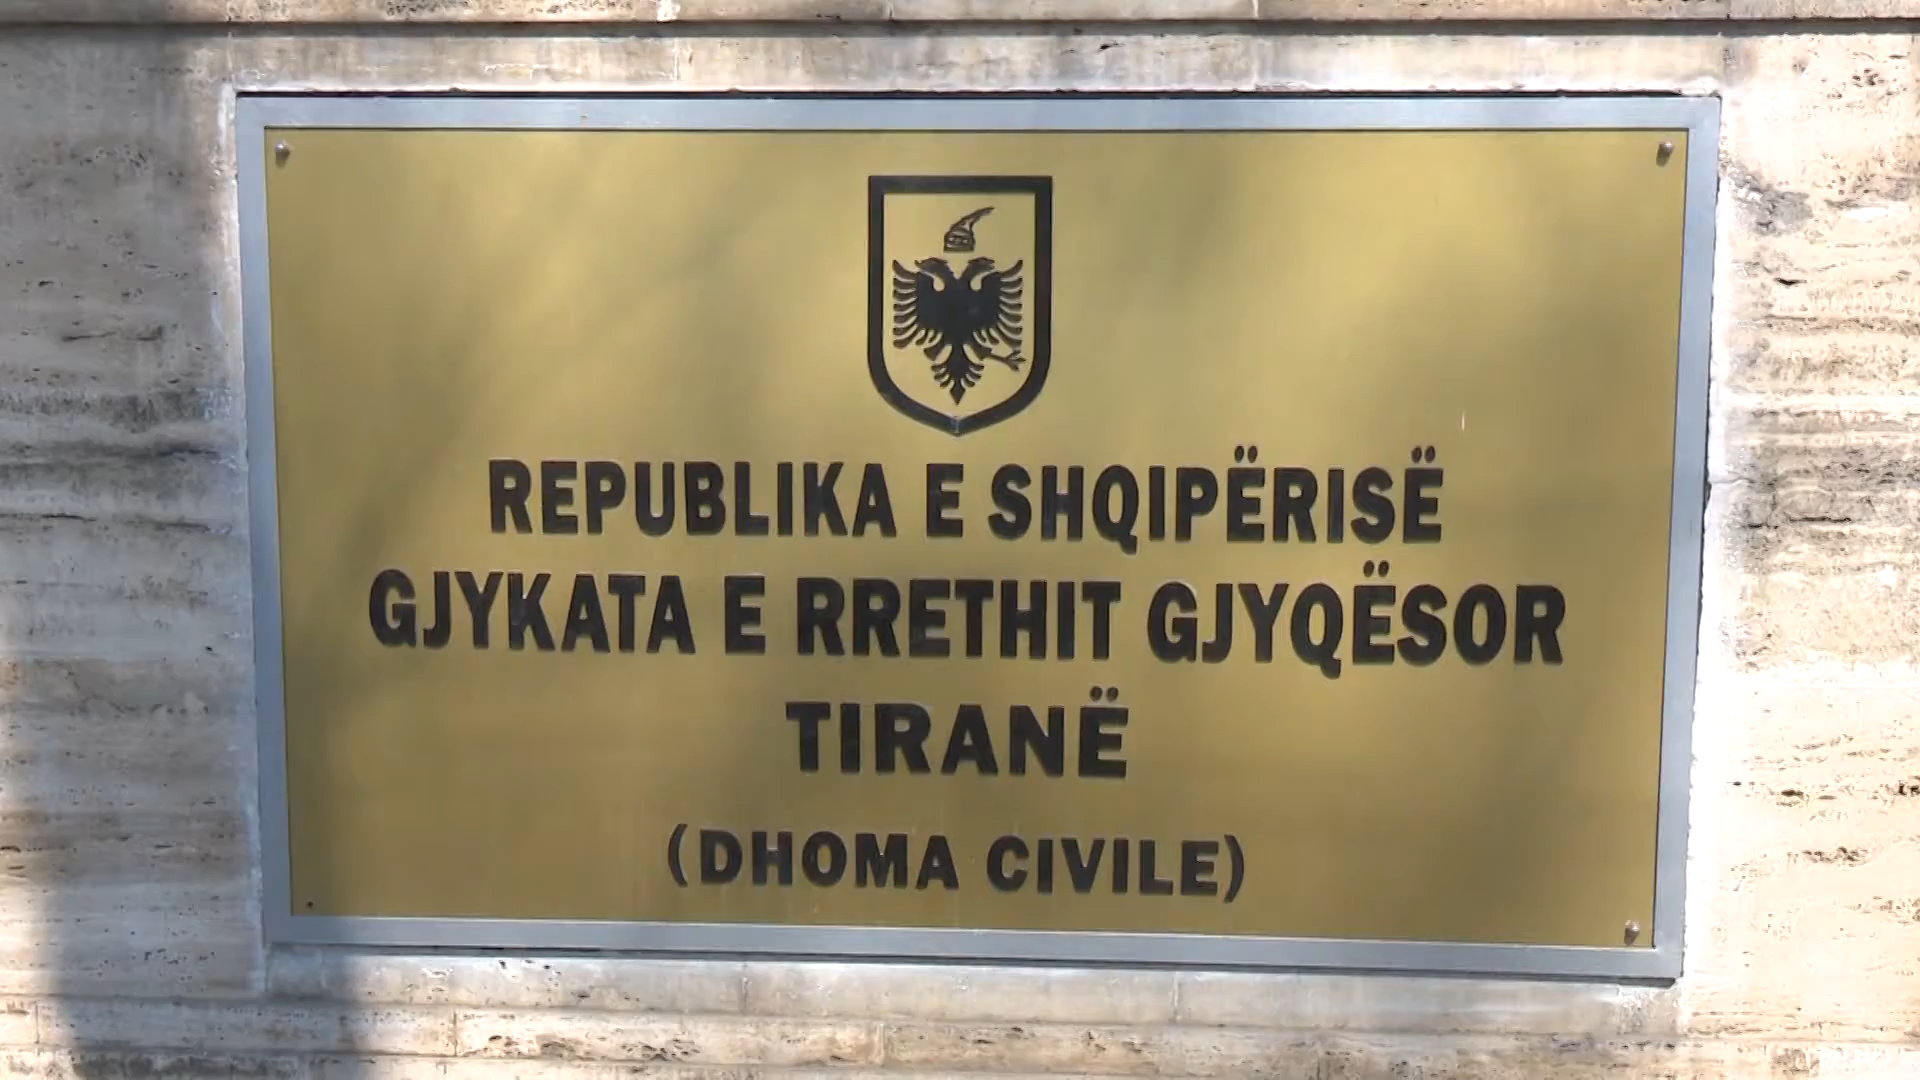 REPUBLIKA E SHQIPËRISË
GJYKATA E RRETHIT GJYQËSOR
TIRANË
(DHOMA CIVILE)